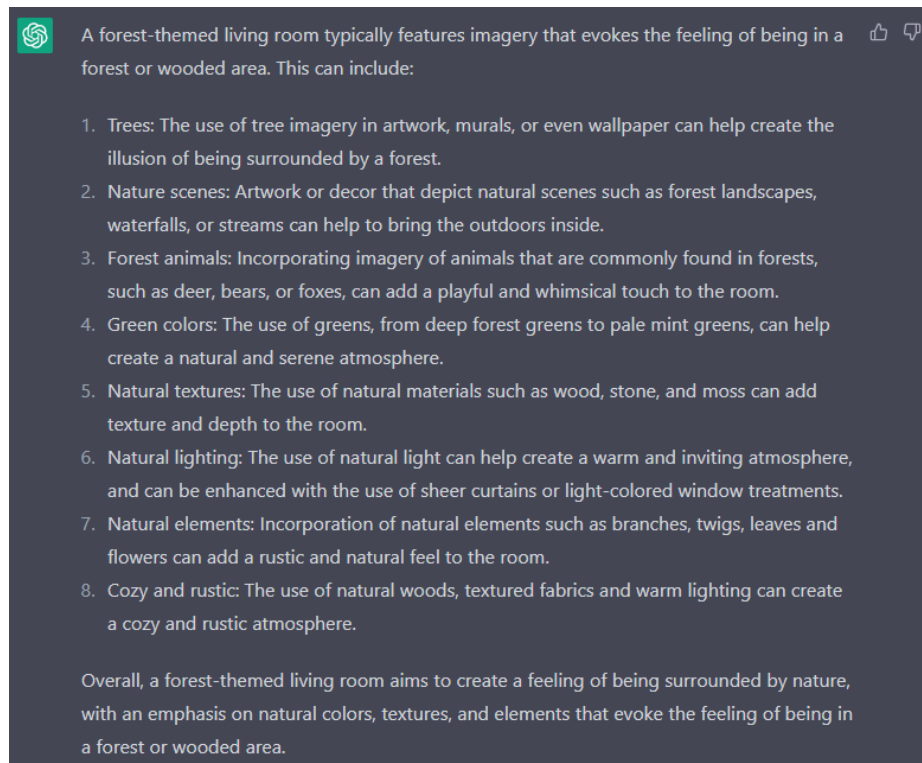 A forest-themed living room typically features imagery that evokes the feeling of being in a
forest or wooded area. This can include:
1. Trees: The use of tree imagery in artwork, murals, or even wallpaper can help create the
illusion of being surrounded by a forest.
2. Nature scenes: Artwork or decor that depict natural scenes such as forest landscapes,
waterfalls, or streams can help to bring the outdoors inside.
3. Forest animals: Incorporating imagery of animals that are commonly found in forests,
such as deer, bears, or foxes, can add a playful and whimsical touch to the room.
4. Green colors: The use of greens, from deep forest greens to pale mint greens, can help
create a natural and serene atmosphere.
5. Natural textures: The use of natural materials such as wood, stone, and moss can add
texture and depth to the room.
6. Natural lighting: The use of natural light can help create a warm and inviting atmosphere,
and can be enhanced with the use of sheer curtains or light-colored window treatments.
7. Natural elements: Incorporation of natural elements such as branches, twigs, leaves and
flowers can add a rustic and natural feel to the room.
8. Cozy and rustic: The use of natural woods, textured fabrics and warm lighting can create
a cozy and rustic atmosphere.
Overall, a forest-themed living room aims to create a feeling of being surrounded by nature,
with an emphasis on natural colors, textures, and elements that evoke the feeling of being in
a forest or wooded area.